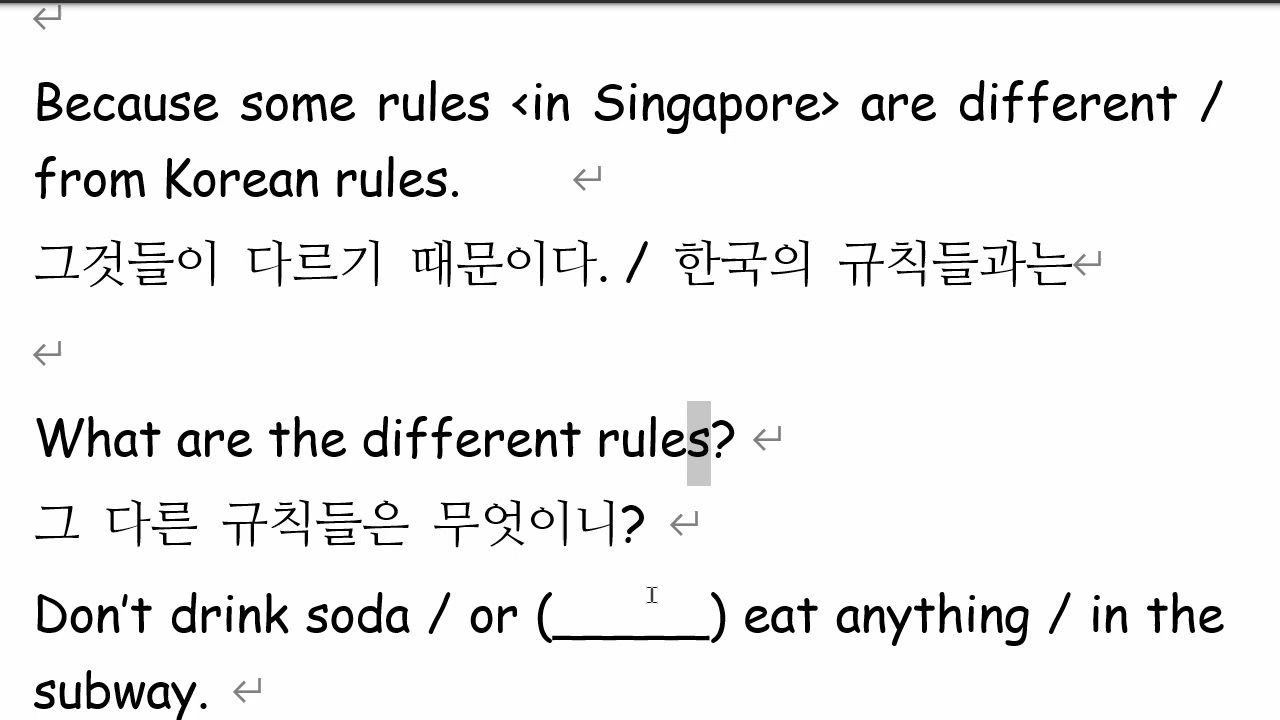 Because some rules <in Singapore> are different /
from Korean rules.
그것들이 다르기 때문이다. / 한국의 규칙들과는
What are the different rules?
그 다른 규칙들은 무엇이니?
Don't drink soda / or (______) eat anything / in the
subway.